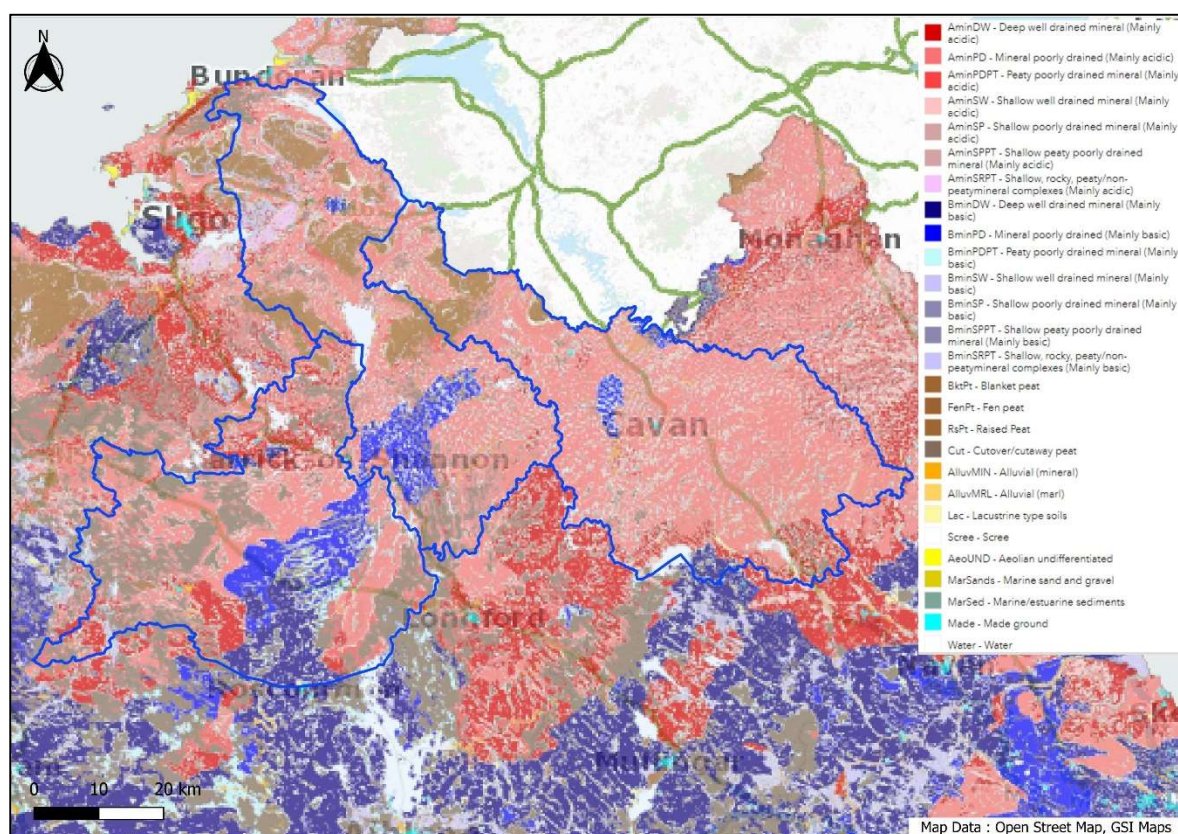 N
Bundoran
Sligo
Monaghan
Cavan
Longford
Roscommon
Mullingar
Navan
0 10 20 km
AminDW - Deep well drained mineral (Mainly
acidic)
AminPD - Mineral poorly drained (Mainly acidic)
AminPDPT - Peaty poorly drained mineral (Mainly
acidic)
AminSW - Shallow well drained mineral (Mainly
acidic)
AminSP - Shallow poorly drained mineral (Mainly
acidic)
AminSPPT - Shallow peaty poorly drained
mineral (Mainly acidic)
AminSRPT - Shallow, rocky, peaty/non-
peatymineral complexes (Mainly acidic)
BminDW - Deep well drained mineral (Mainly
basic)
BminPD - Mineral poorly drained (Mainly basic)
BminPDPT - Peaty poorly drained mineral (Mainly
basic)
BminSW - Shallow well drained mineral (Mainly
basic)
BminSP - Shallow poorly drained mineral (Mainly
basic)
BminSPPT - Shallow peaty poorly drained
mineral (Mainly basic)
BminSRPT - Shallow, rocky, peaty/non-
peatymineral complexes (Mainly basic)
BktPt - Blanket peat
FenPt - Fen peat
RsPt - Raised Peat
Cut - Cutover/cutaway peat
AlluvMIN - Alluvial (mineral)
AlluvMRL - Alluvial (marl)
Lac - Lacustrine type soils
Scree - Scree
AeoUND - Aeolian undifferentiated
MarSands - Marine sand and gravel
MarSed - Marine/estuarine sediments
Made - Made ground
Water - Water
Map Data : Open Street Map, GSI Maps